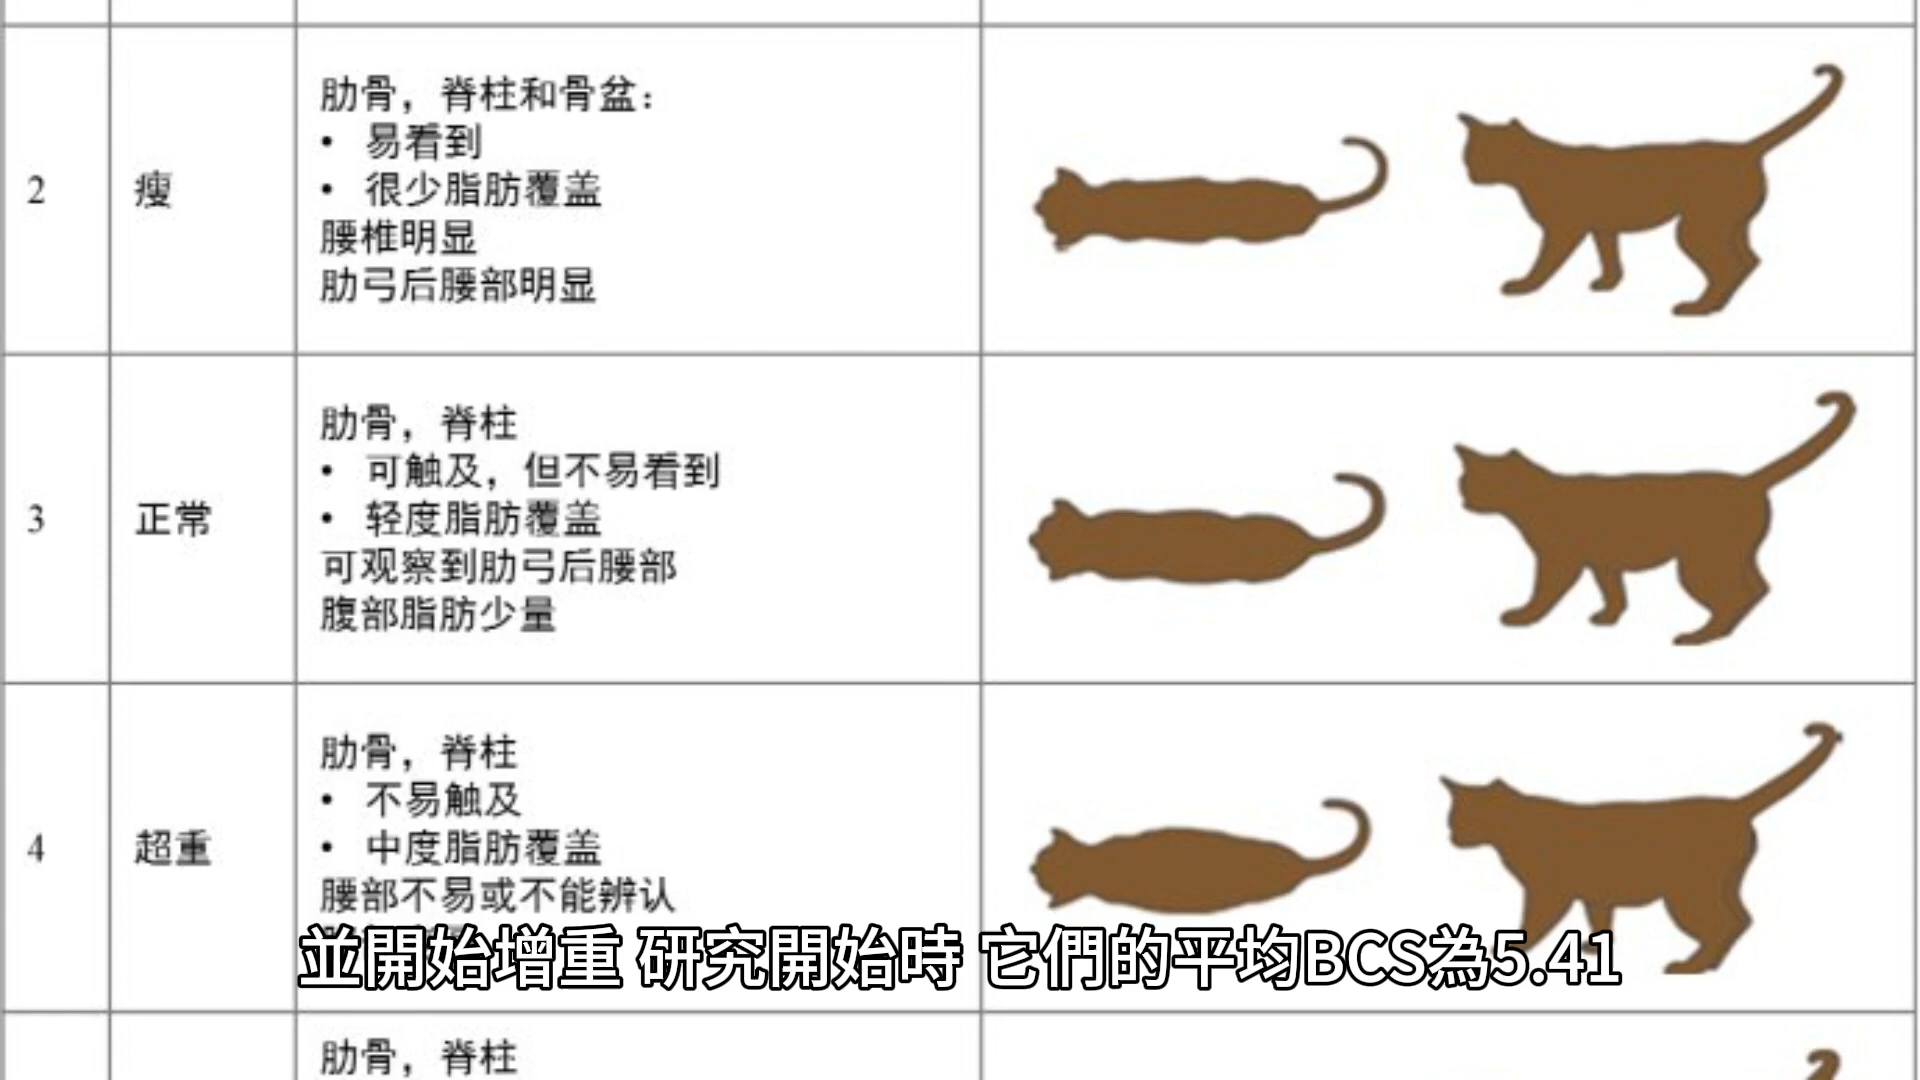 2
瘦
肋骨，脊柱和骨盆：
• 易看到
• 很少脂肪覆盖
腰椎明显
肋弓后腰部明显
3
正常
肋骨，脊柱
• 可触及，但不易看到
• 轻度脂肪覆盖
可观察到肋弓后腰部
腹部脂肪少量
4
超重
肋骨，脊柱
• 不易触及
• 中度脂肪覆盖
腰部不易或不能辨认
並開始增重 研究開始時 它們的平均BCS為5.41
肋骨，脊柱